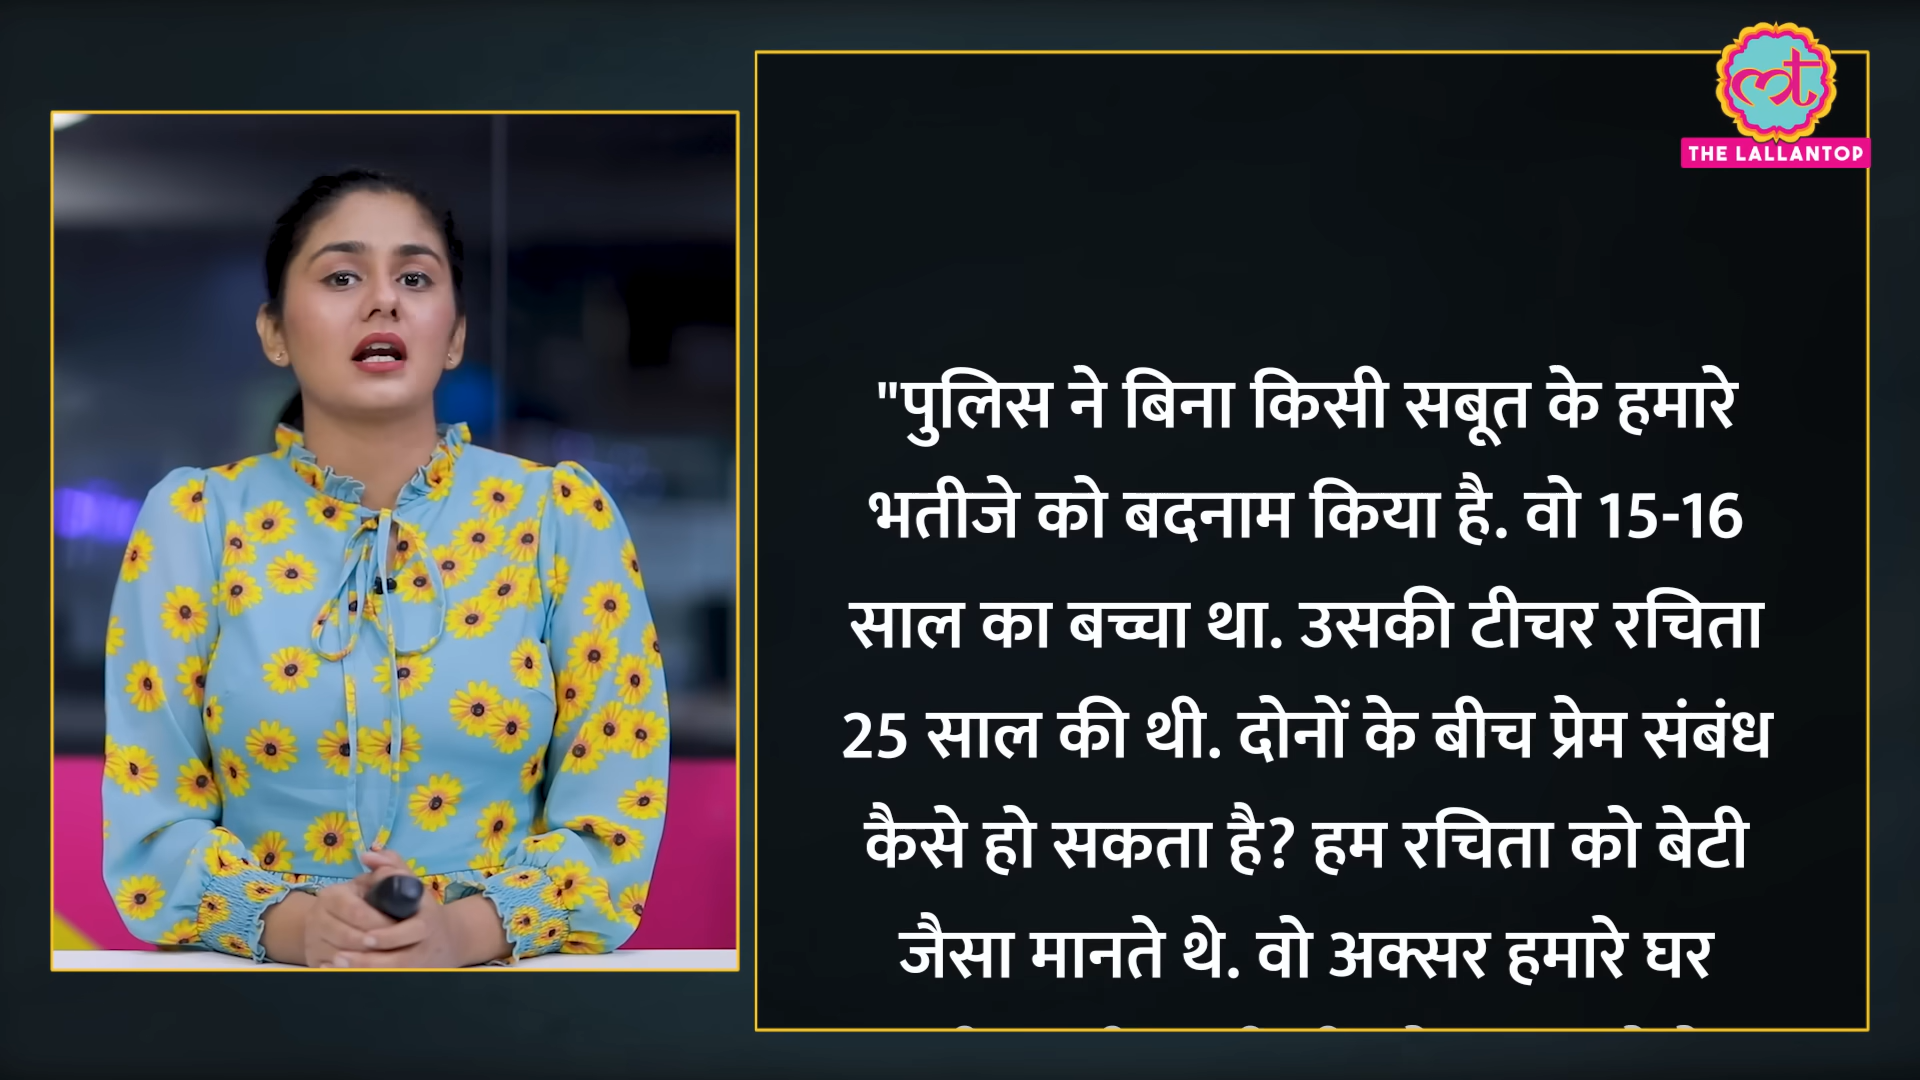 THE LALLANTOP
"पुलिस ने बिना किसी सबूत के हमारे
भतीजे को बदनाम किया है. वो 15-16
साल का बच्चा था. उसकी टीचर रचिता
25 साल की थी. दोनों के बीच प्रेम संबंध
कैसे हो सकता है? हम रचिता को बेटी
जैसा मानते थे. वो अक्सर हमारे घर